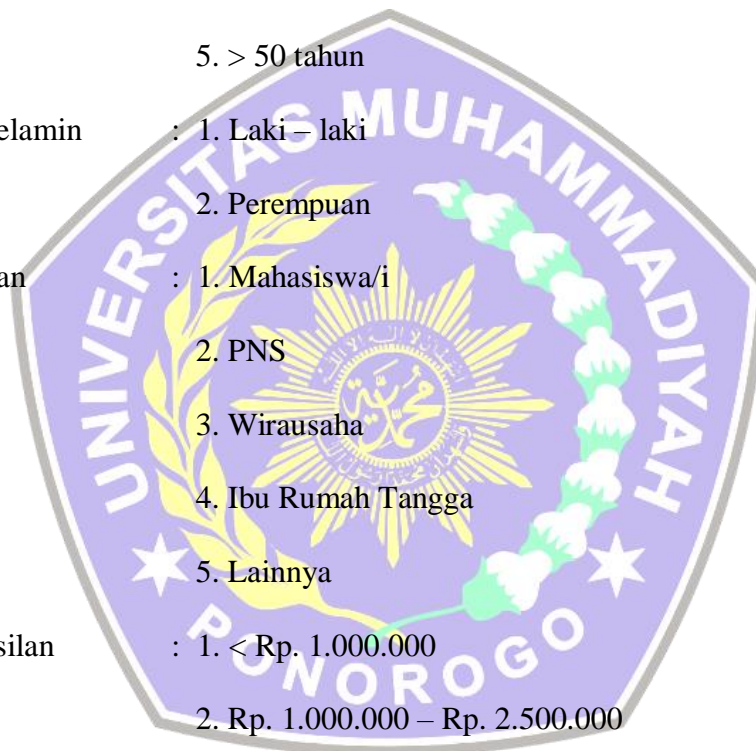 5. > 50 tahun
elamin : 1. Laki – laki
2. Perempuan
an : 1. Mahasiswa/i
2. PNS
3. Wirausaha
4. Ibu Rumah Tangga
5. Lainnya
silan : 1. < Rp. 1.000.000
2. Rp. 1.000.000 – Rp. 2.500.000
UNIVERSITAS MUHAMMADIYAH
PONOROGO